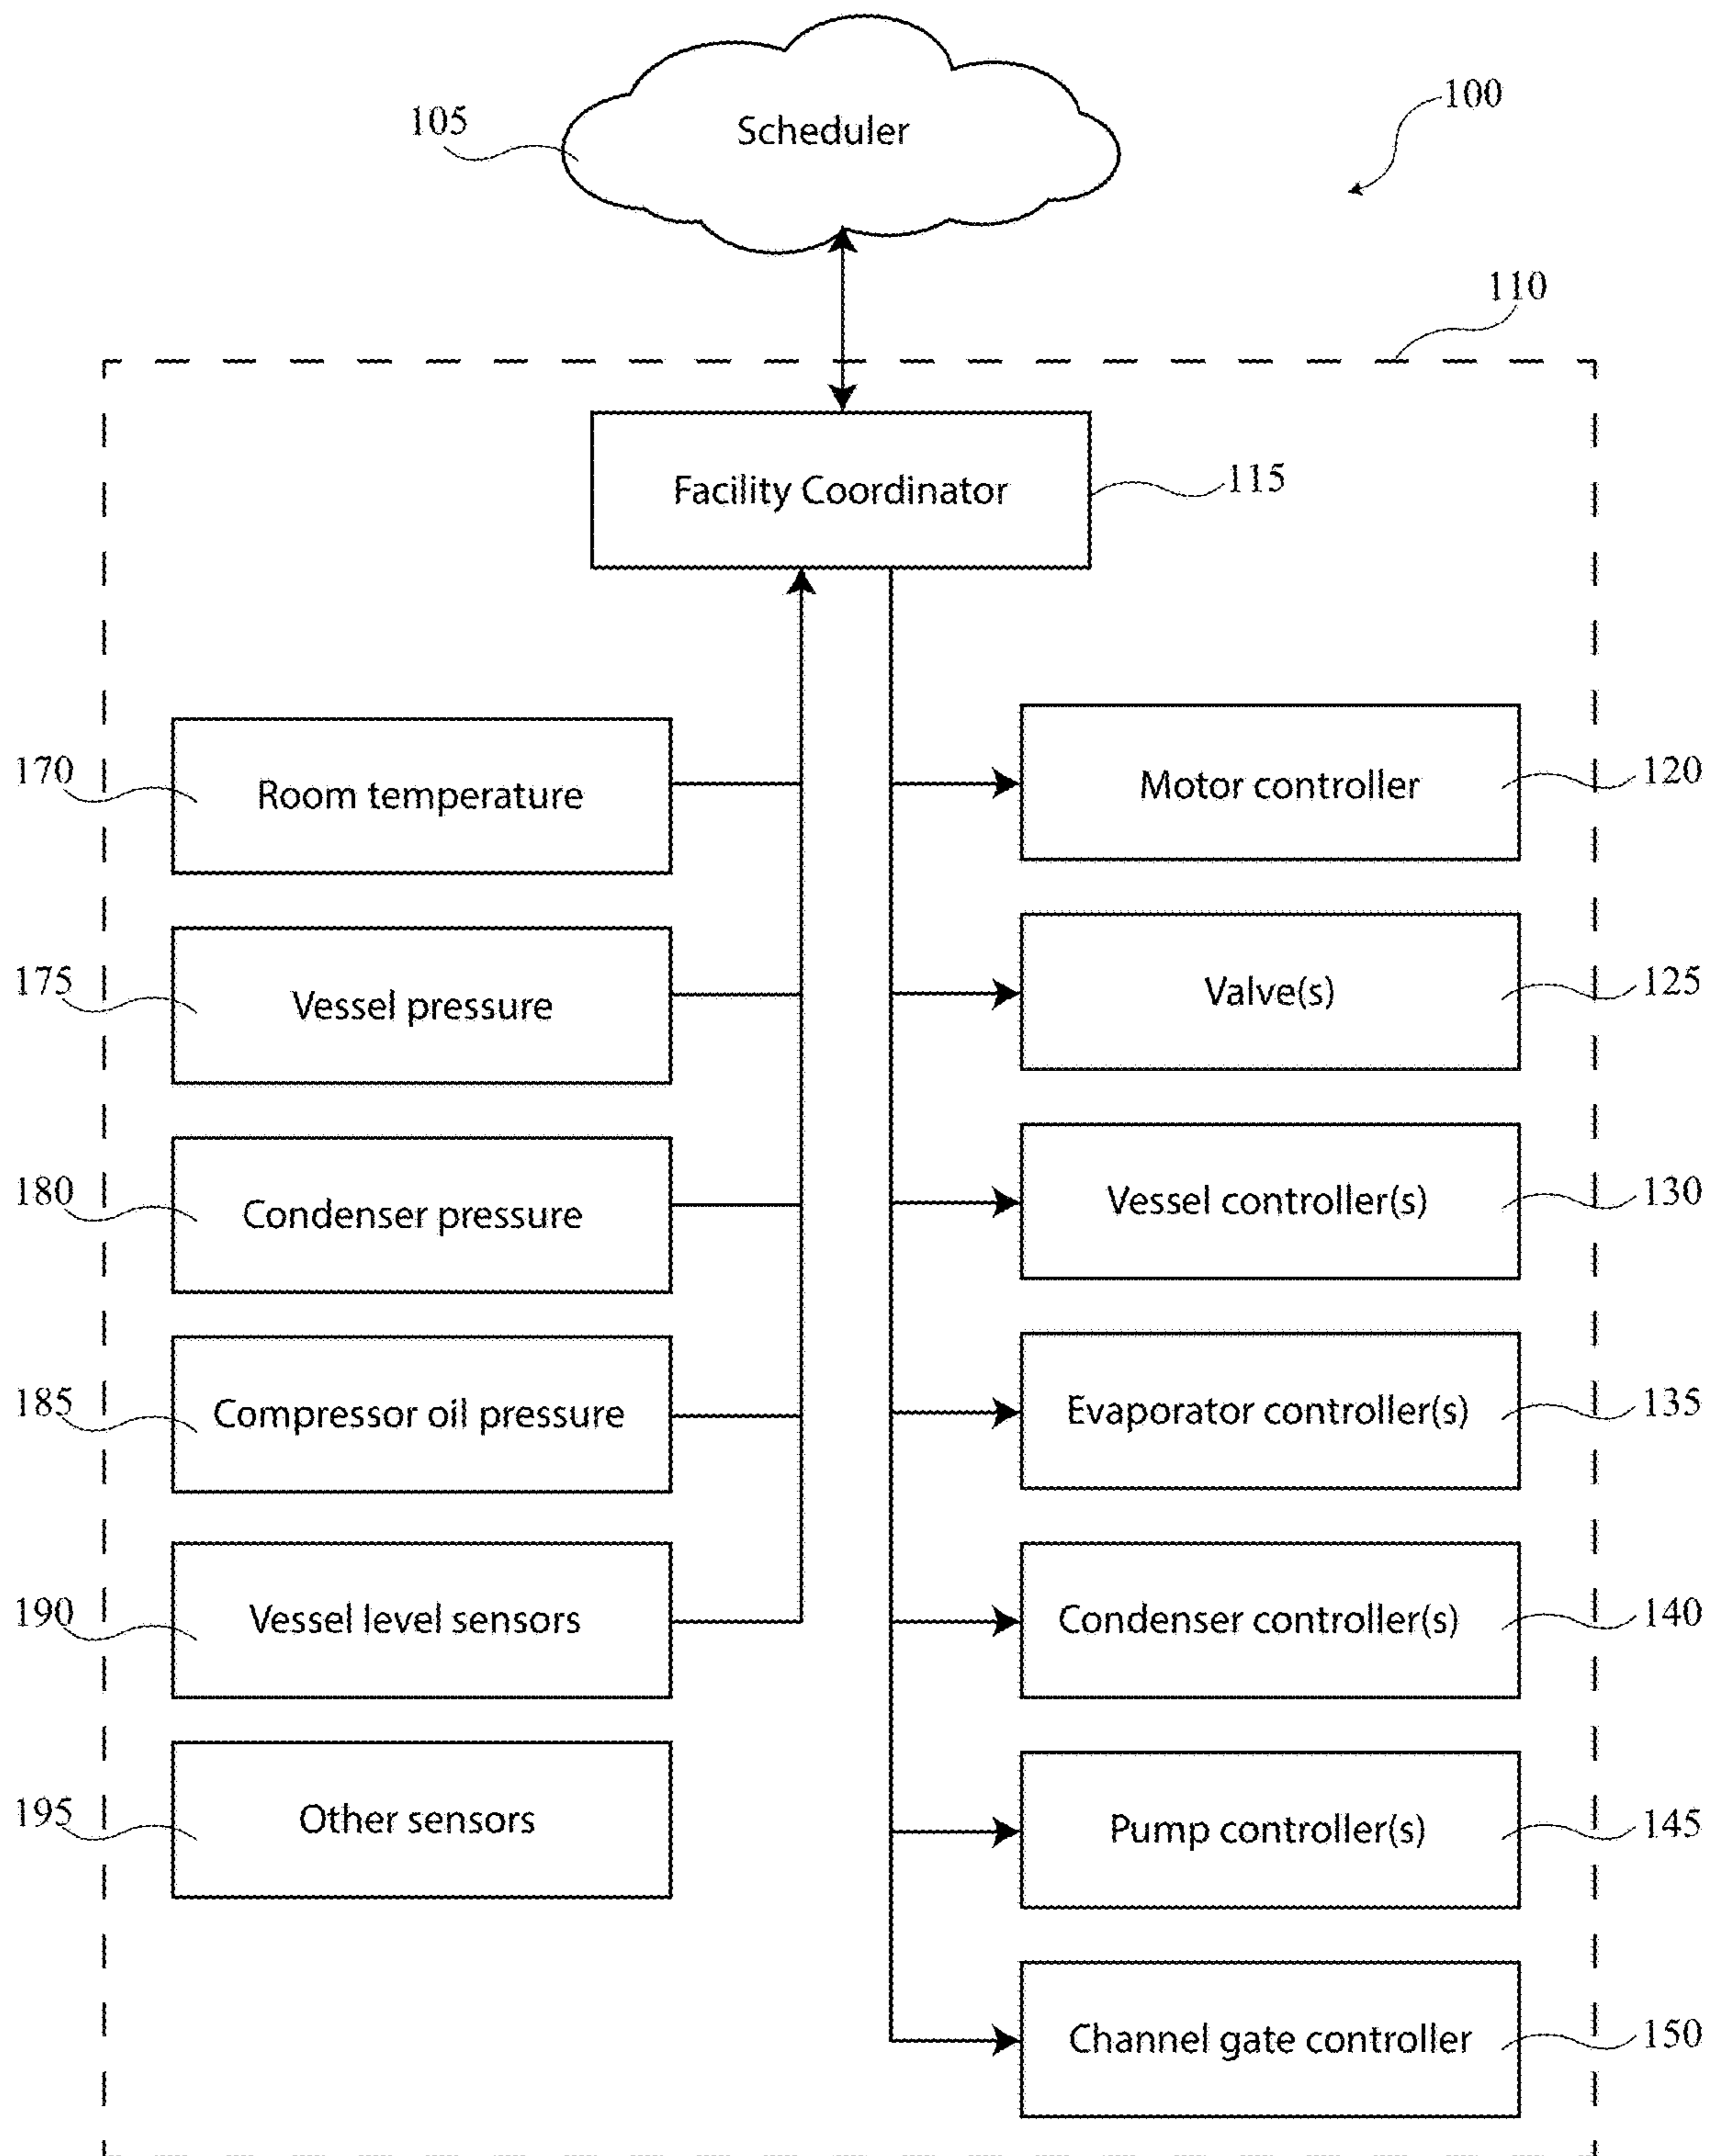 100
105
Scheduler
110
Facility Coordinator
115
170
Room temperature
Motor controller
120
175
Vessel pressure
Valve(s)
125
180
Condenser pressure
Vessel controller(s)
130
185
Compressor oil pressure
Evaporator controller(s)
135
190
Vessel level sensors
Condenser controller(s)
140
195
Other sensors
Pump controller(s)
145
Channel gate controller
150